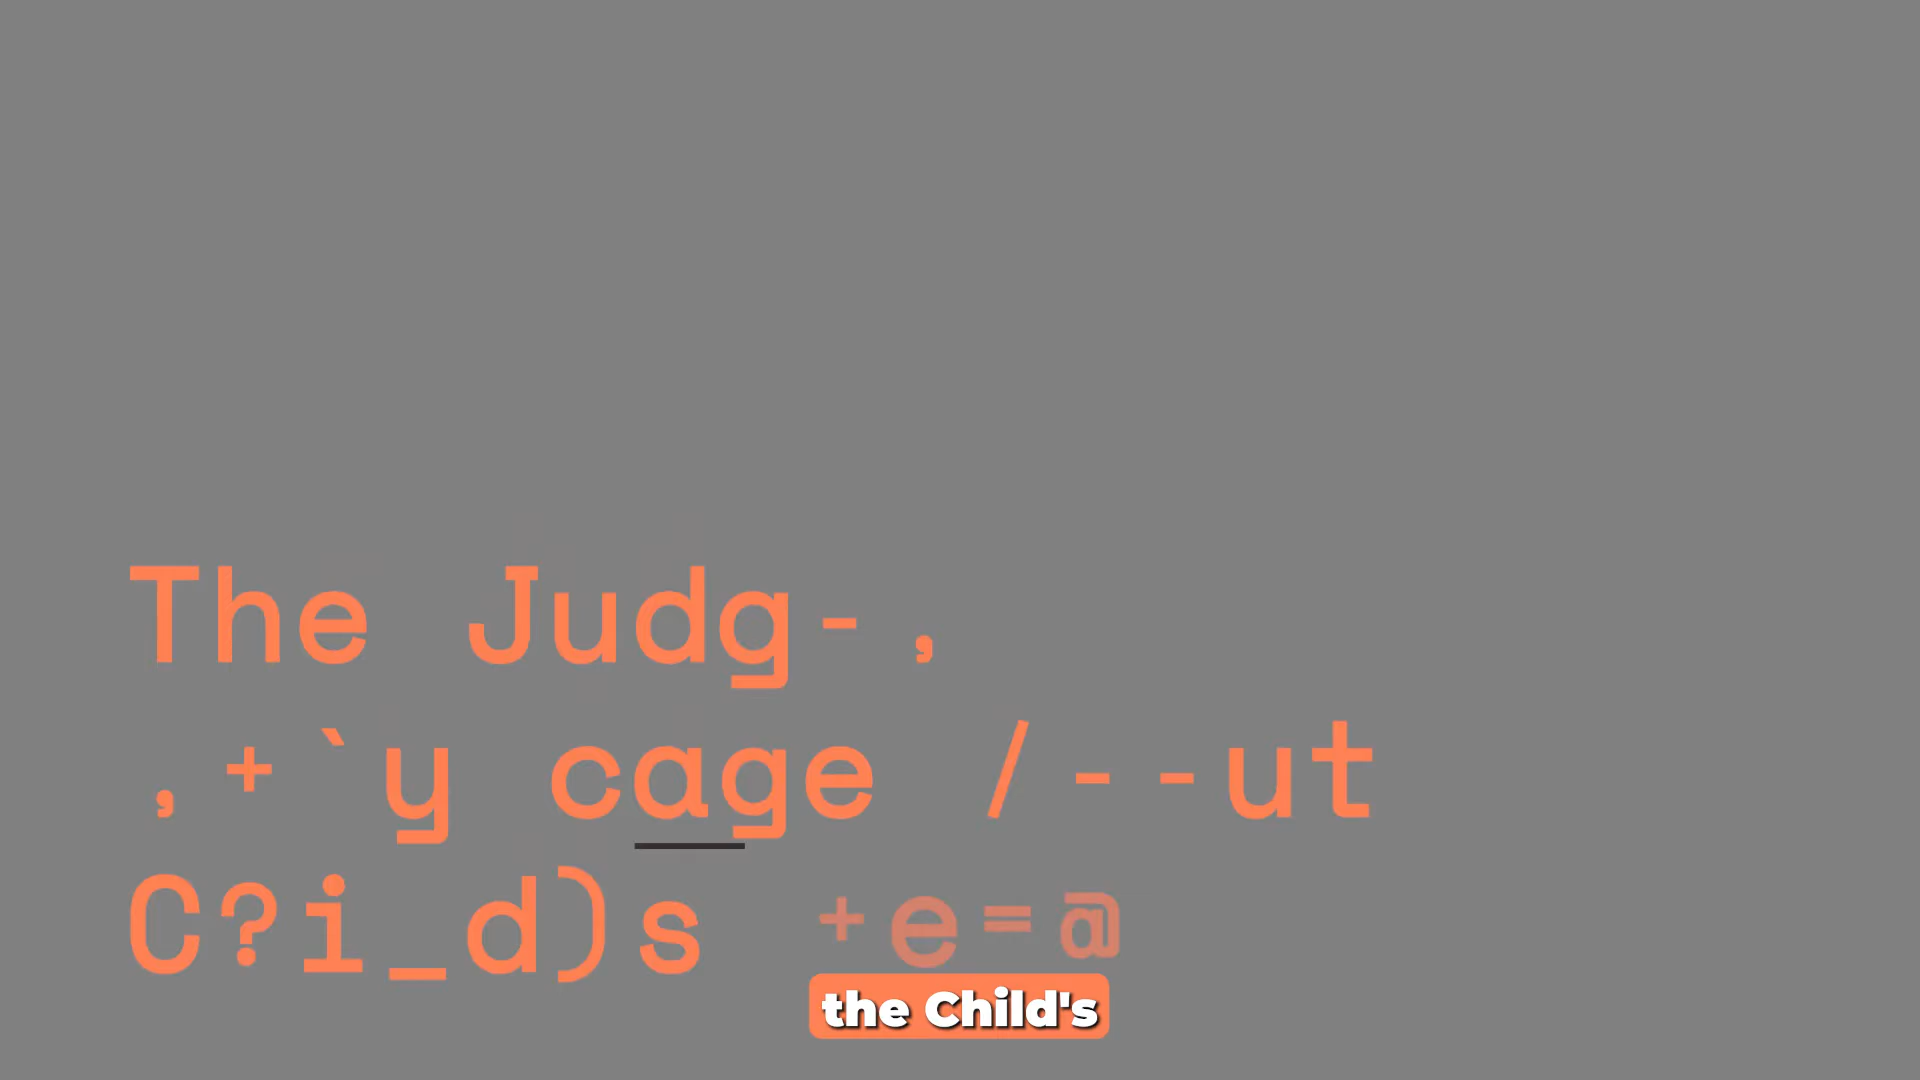 The Judg-,
,+`y cage /--ut
C?i_d)s +e=@
the Child's